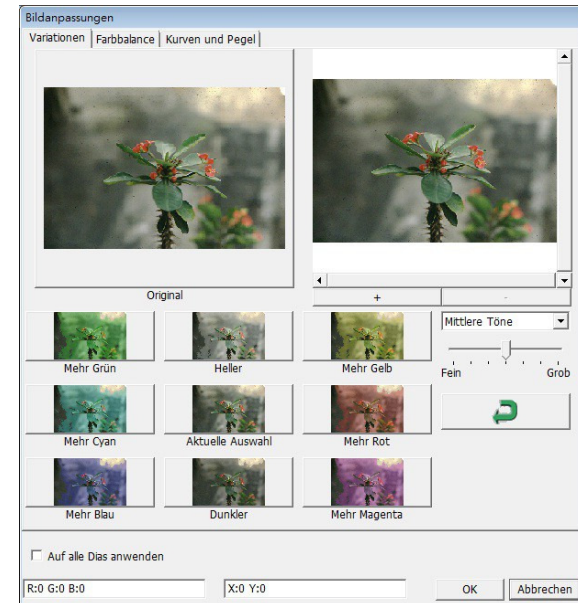 Bildanpassungen
Variationen Farbbalance Kurven und Pegel
Original
+ -
Mittlere Töne
Fein Grob
Mehr Grün Heller Mehr Gelb
Mehr Cyan Aktuelle Auswahl Mehr Rot
Mehr Blau Dunkler Mehr Magenta
Auf alle Dias anwenden
R:0 G:0 B:0 X:0 Y:0 OK Abbrechen